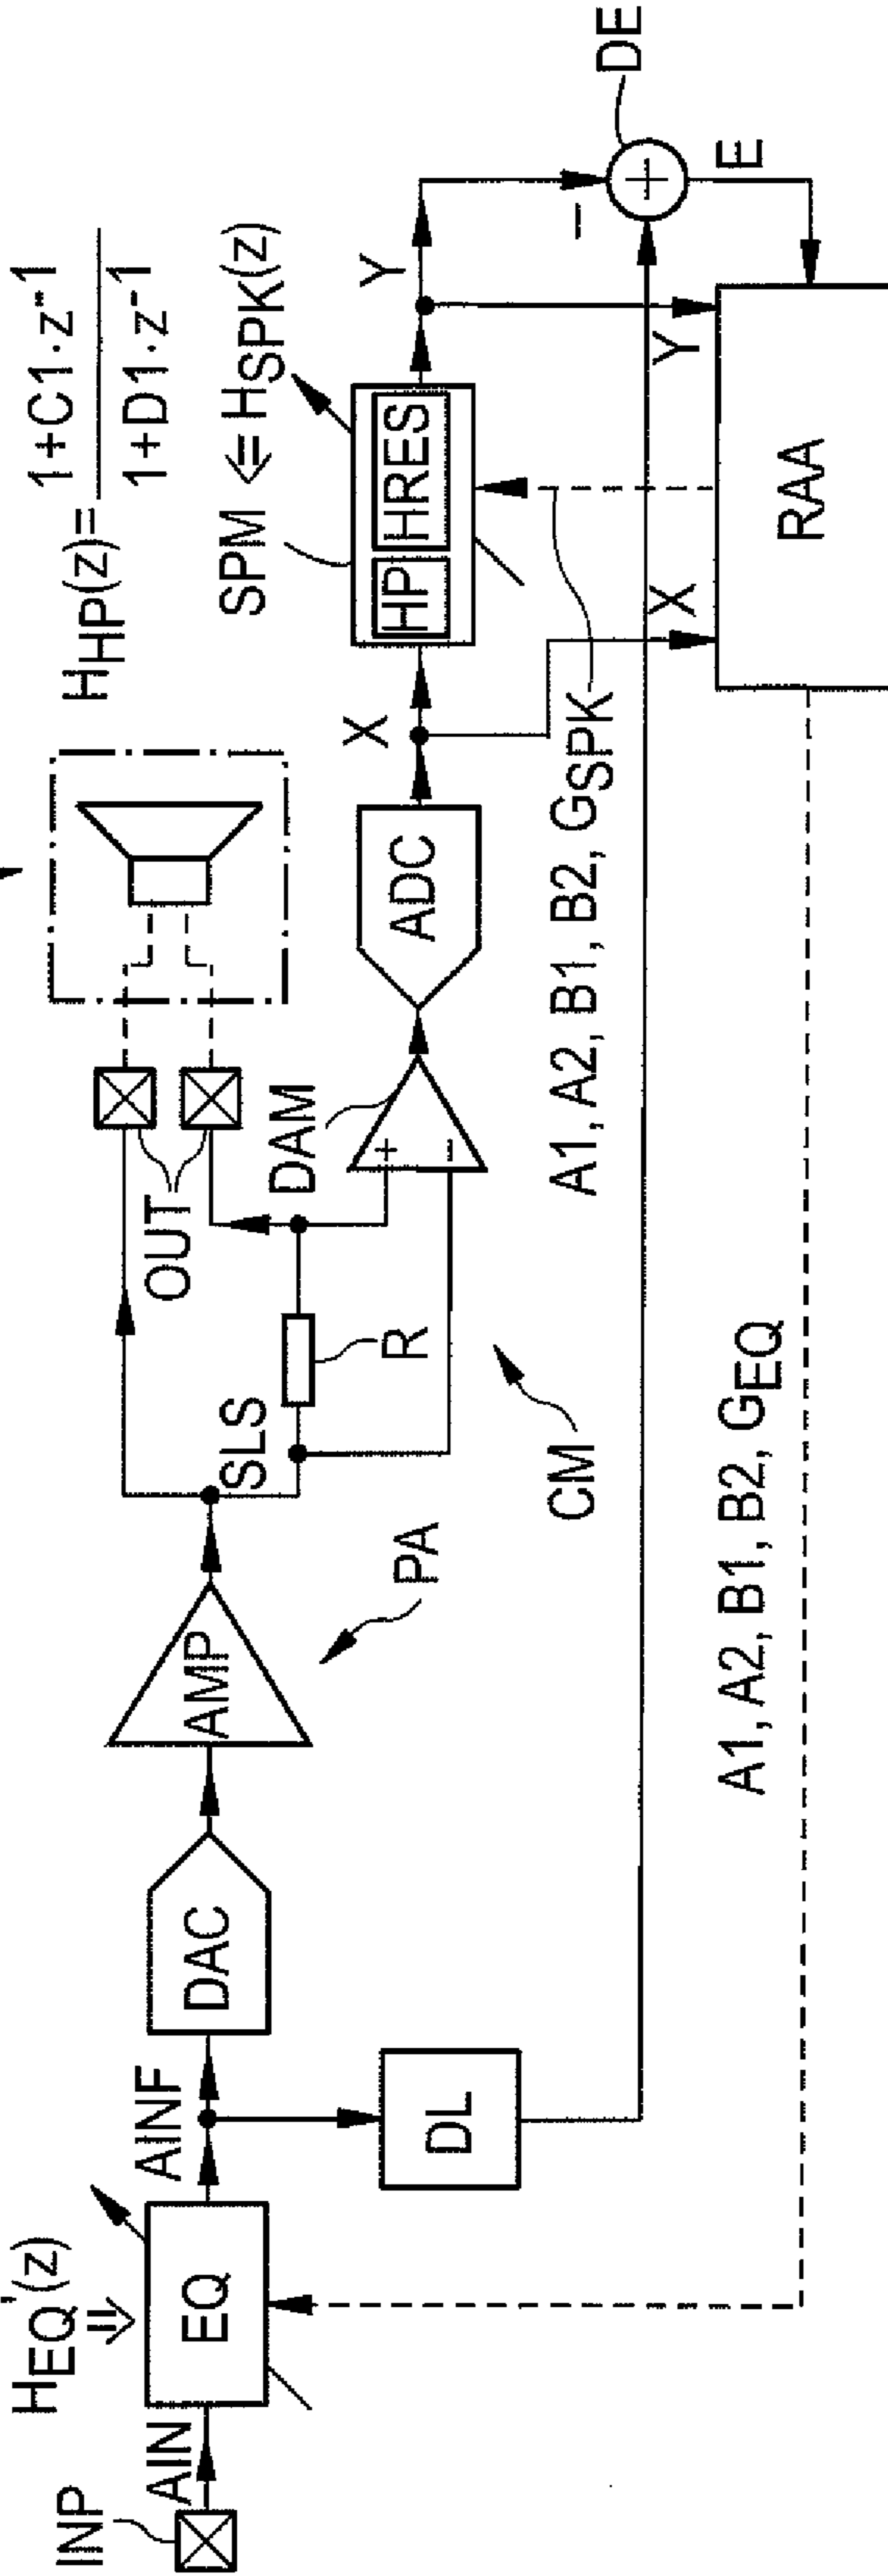 INP
AIN
H_EQ'(z)
⇒
EQ
AINF
DL
DAC
AMP
PA
SLS
R
CM
OUT
DAM
+
−
ADC
X
H_HP(z)= (1+C1·z⁻¹)/(1+D1·z⁻¹)
SPM ⇐ H_SPK(z)
HP
HRES
Y
−
+
DE
E
A1, A2, B1, B2, G_SPK
X
Y
RAA
A1, A2, B1, B2, G_EQ